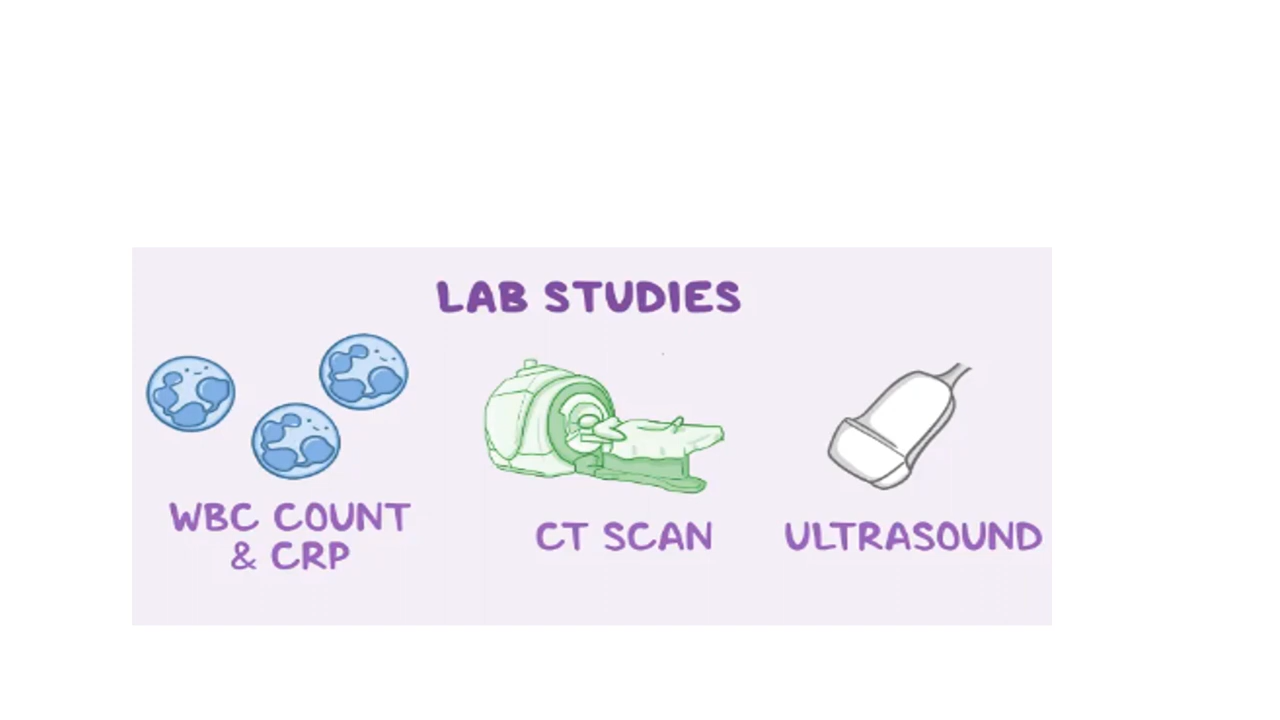 LAB STUDIES
WBC COUNT
& CRP
CT SCAN
ULTRASOUND